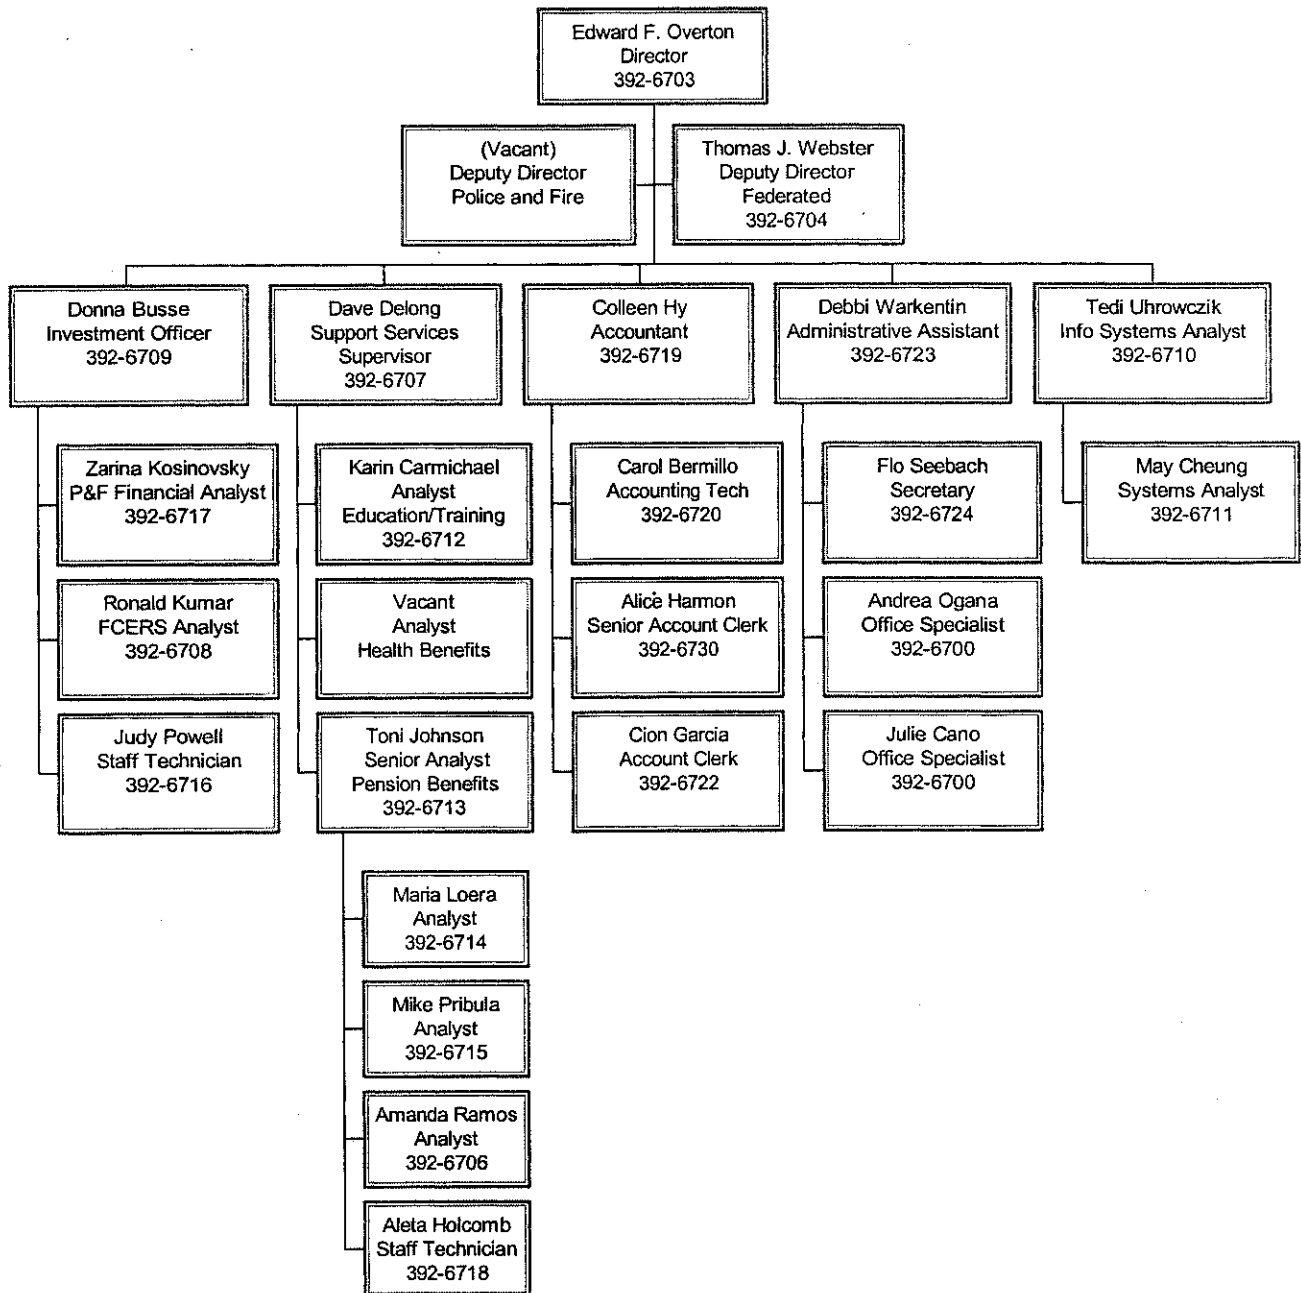 Edward F. Overton
Director
392-6703
(Vacant)
Deputy Director
Police and Fire
Thomas J. Webster
Deputy Director
Federated
392-6704
Donna Busse
Investment Officer
392-6709
Dave Delong
Support Services
Supervisor
392-6707
Colleen Hy
Accountant
392-6719
Debbi Warkentin
Administrative Assistant
392-6723
Tedi Uhrowczik
Info Systems Analyst
392-6710
Zarina Kosinovsky
P&F Financial Analyst
392-6717
Karin Carmichael
Analyst
Education/Training
392-6712
Carol Bermillo
Accounting Tech
392-6720
Flo Seebach
Secretary
392-6724
May Cheung
Systems Analyst
392-6711
Ronald Kumar
FCERS Analyst
392-6708
Vacant
Analyst
Health Benefits
Alice Harmon
Senior Account Clerk
392-6730
Andrea Ogana
Office Specialist
392-6700
Judy Powell
Staff Technician
392-6716
Toni Johnson
Senior Analyst
Pension Benefits
392-6713
Cion Garcia
Account Clerk
392-6722
Julie Cano
Office Specialist
392-6700
Maria Loera
Analyst
392-6714
Mike Pribula
Analyst
392-6715
Amanda Ramos
Analyst
392-6706
Aleta Holcomb
Staff Technician
392-6718